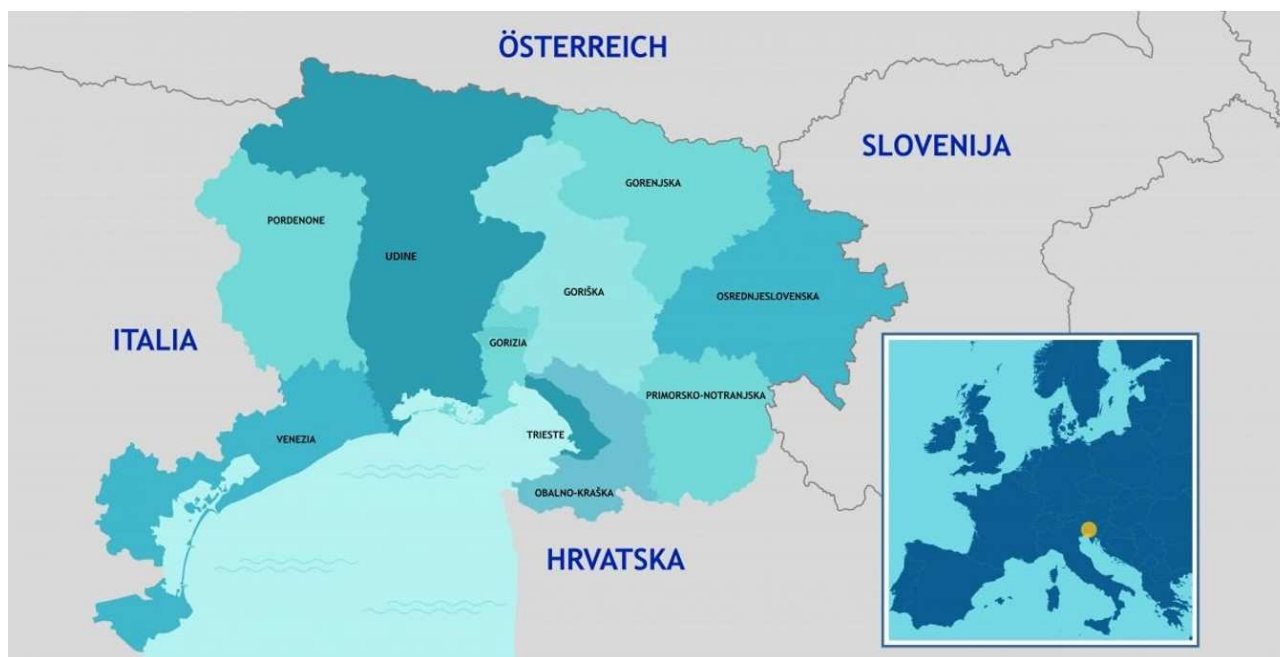 ÖSTERREICH
SLOVENIJA
GORENJSKA
PORDENONE
UDINE
GORIŠKA
OSREDNJESLOVENSKA
ITALIA
GORIZIA
PRIMORSKO-NOTRANJSKA
VENEZIA
TRIESTE
OBALNO-KRAŠKA
HRVATSKA